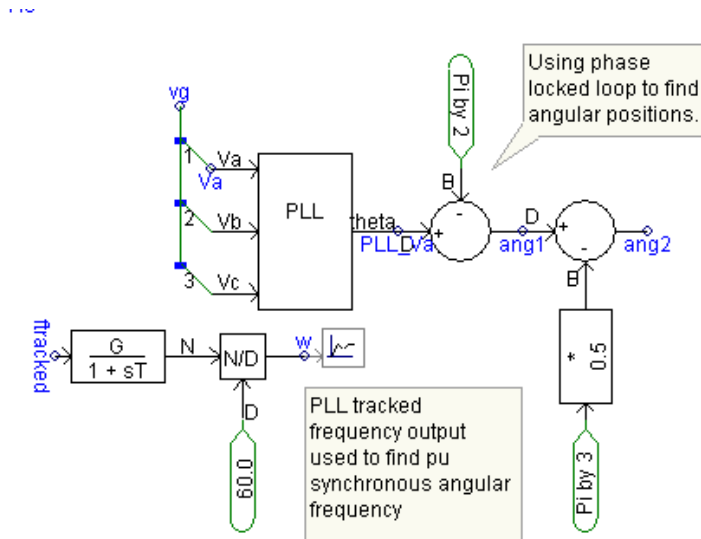 Using phase
locked loop to find
angular positions.
Pi by 2
B
vg
1
Va
Va
2
Vb
3
Vc
PLL
theta
D
PLL_Va
-
+
ang1
D
+
-
ang2
B
*
0.5
Pi by 3
ftracked
G
1 + sT
N
N/D
w
D
60.0
PLL tracked
frequency output
used to find pu
synchronous angular
frequency